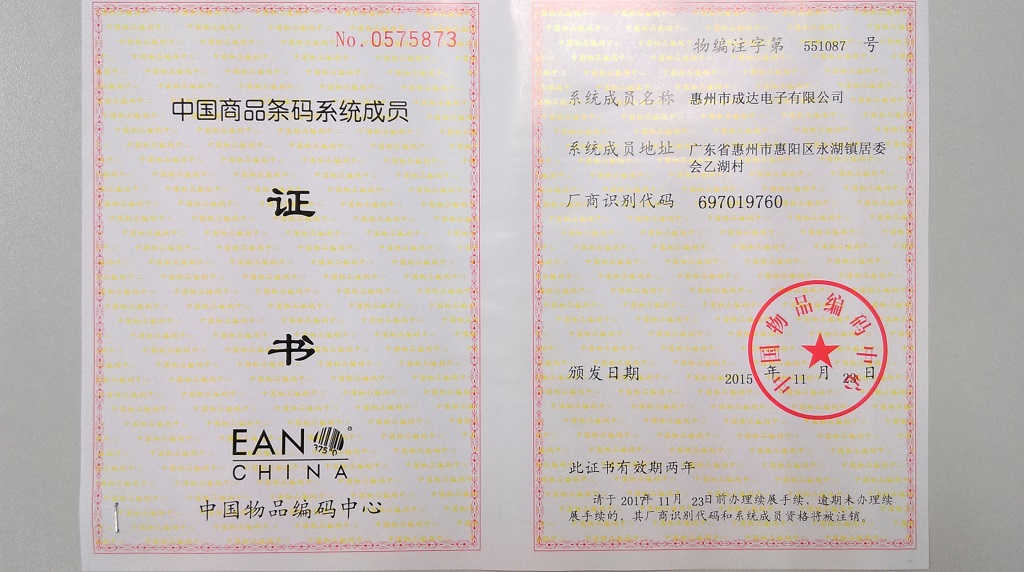 No. 0575873
中国商品条码系统成员
证
书
EAN
CHINA
中国物品编码中心
物编注字第 551087 号
系统成员名称 惠州市成达电子有限公司
系统成员地址 广东省惠州市惠阳区永湖镇居委
会乙湖村
厂商识别代码 697019760
中国物品编码中心
颁发日期 2015 年 11 月 23 日
此证书有效期两年
请于 2017年 11月 23日前办理续展手续，逾期未办理续
展手续的，其厂商识别代码和系统成员资格将被注销。